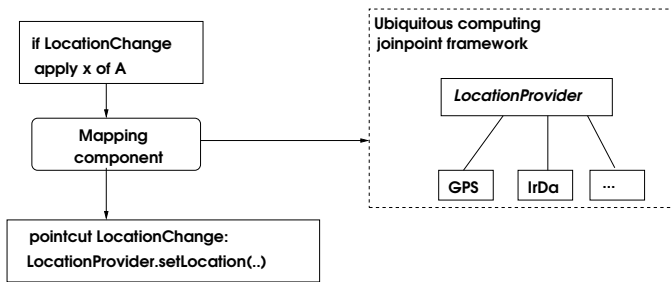 if LocationChange
apply x of A
Mapping
component
pointcut LocationChange:
LocationProvider.setLocation(..)
Ubiquitous computing
joinpoint framework
LocationProvider
GPS
IrDa
...